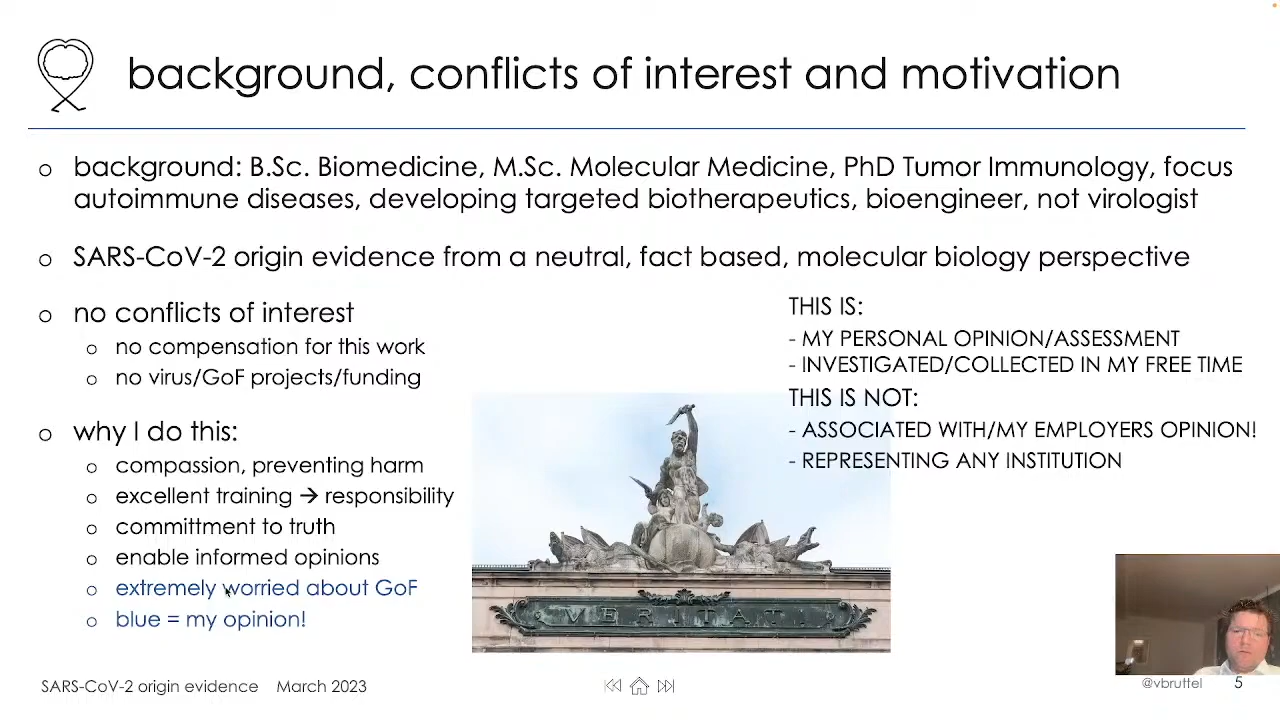 background, conflicts of interest and motivation
background: B.Sc. Biomedicine, M.Sc. Molecular Medicine, PhD Tumor Immunology, focus
autoimmune diseases, developing targeted biotherapeutics, bioengineer, not virologist
SARS-CoV-2 origin evidence from a neutral, fact based, molecular biology perspective
no conflicts of interest
no compensation for this work
no virus/GoF projects/funding
why I do this:
compassion, preventing harm
excellent training → responsibility
committment to truth
enable informed opinions
extremely worried about GoF
blue = my opinion!
THIS IS:
- MY PERSONAL OPINION/ASSESSMENT
- INVESTIGATED/COLLECTED IN MY FREE TIME
THIS IS NOT:
- ASSOCIATED WITH/MY EMPLOYERS OPINION!
- REPRESENTING ANY INSTITUTION
VERITATI
SARS-CoV-2 origin evidence March 2023
@vbruttel 5